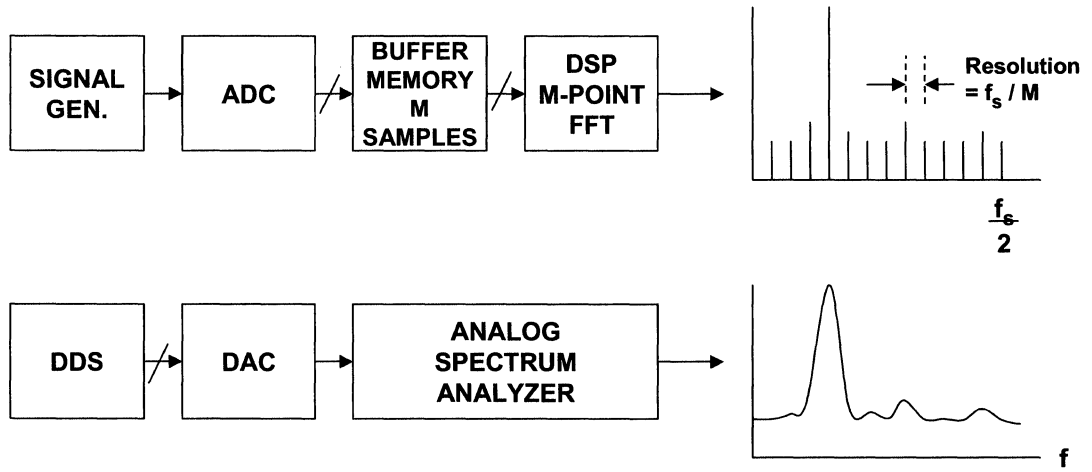 SIGNAL
GEN.
ADC
BUFFER
MEMORY
M
SAMPLES
DSP
M-POINT
FFT
Resolution
= fs / M
fs
2
DDS
DAC
ANALOG
SPECTRUM
ANALYZER
f